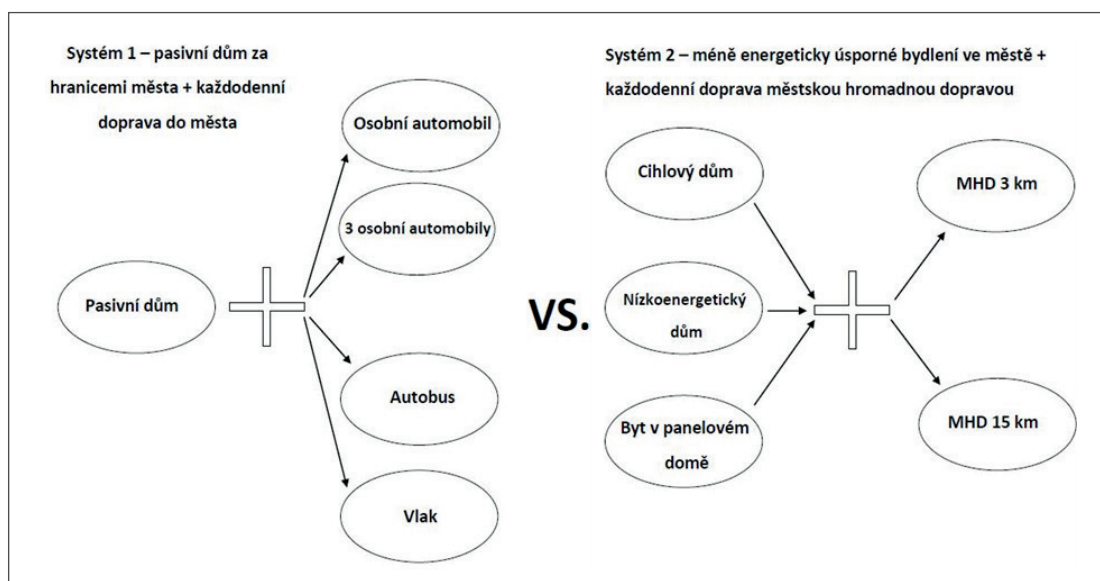 Systém 1 – pasivní dům za
hranicemi města + každodenní
doprava do města
Osobní automobil
3 osobní automobily
Pasivní dům
Autobus
Vlak
VS.
Systém 2 – méně energeticky úsporné bydlení ve městě +
každodenní doprava městskou hromadnou dopravou
Cihlový dům
Nízkoenergetický
dům
Byt v panelovém
domě
MHD 3 km
MHD 15 km